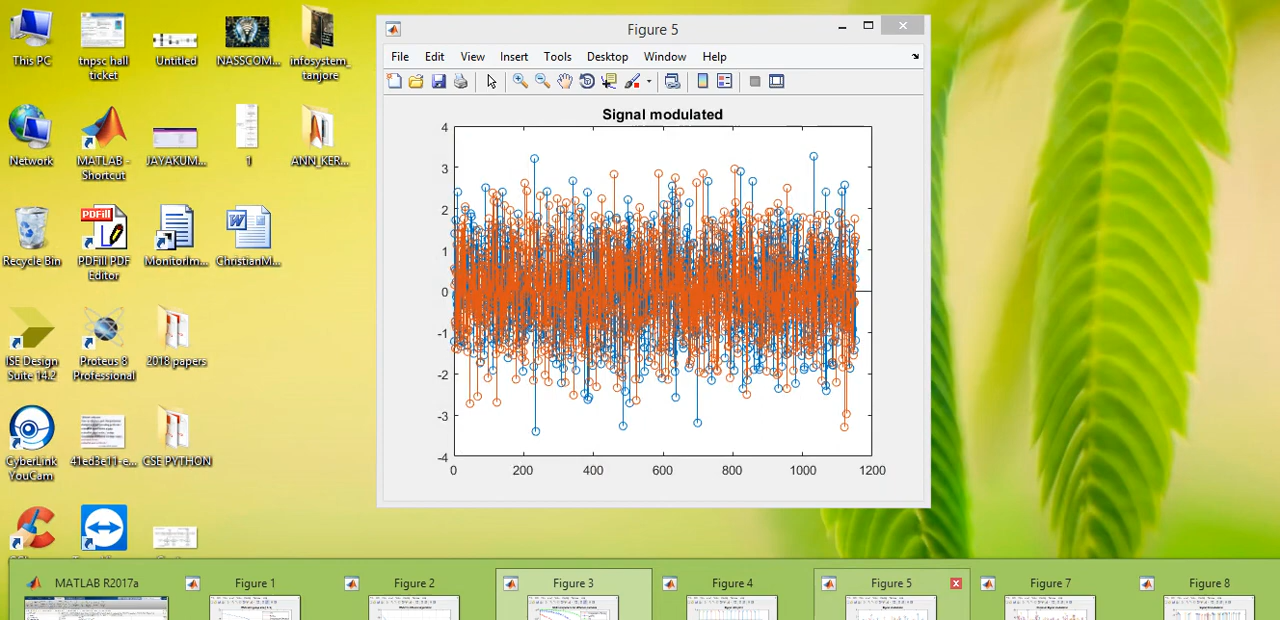 This PC
tnpsc hall
ticket
Untitled
NASSCOM...
infosystem_
tanjore
Network
MATLAB -
Shortcut
JAYAKUM...
1
ANN_KER...
Recycle Bin
PDFill PDF
Editor
MonitorIm...
ChristianM...
ISE Design
Suite 14.2
Proteus 8
Professional
2018 papers
CyberLink
YouCam
41ed3e11-e...
CSE PYTHON
Figure 5
File Edit View Insert Tools Desktop Window Help
Signal modulated
4
3
2
1
0
-1
-2
-3
-4
0 200 400 600 800 1000 1200
MATLAB R2017a
Figure 1
Figure 2
Figure 3
Figure 4
Figure 5
Figure 7
Figure 8